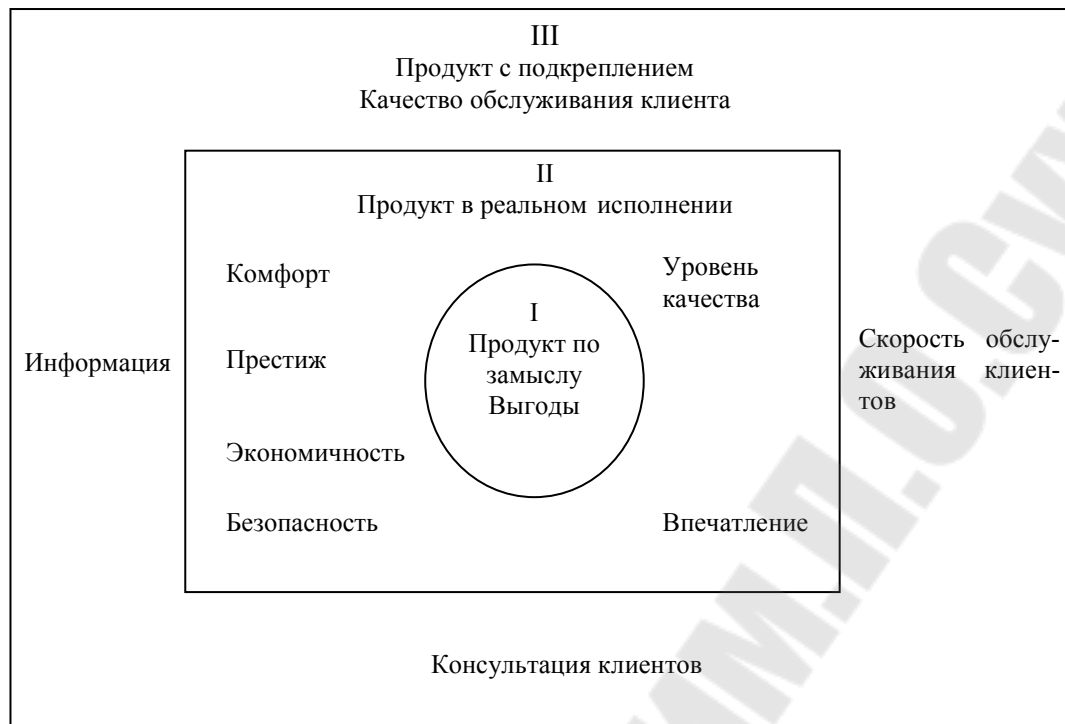 III
Продукт с подкреплением
Качество обслуживания клиента
II
Продукт в реальном исполнении
Комфорт
Уровень
качества
I
Продукт по
замыслу
Выгоды
Информация
Престиж
Скорость обслу-
живания клиен-
тов
Экономичность
Безопасность
Впечатление
Консультация клиентов